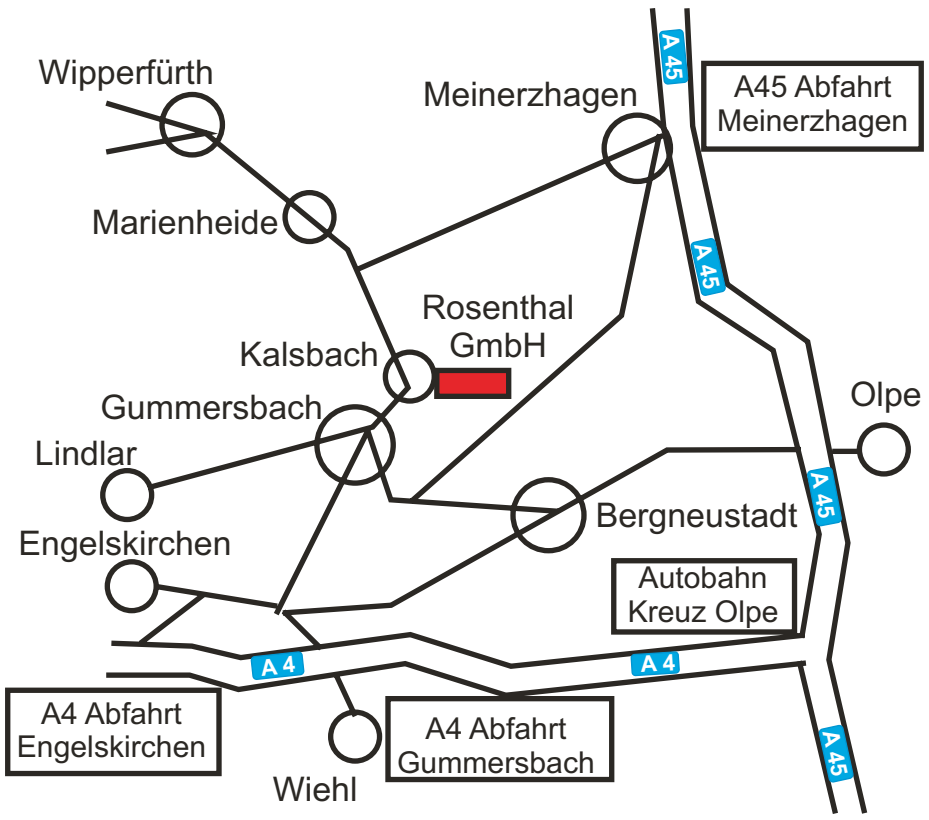 A 45
Wipperfürth
Meinerzhagen
A45 Abfahrt
Meinerzhagen
Marienheide
A 45
Rosenthal
GmbH
Kalsbach
Gummersbach
Olpe
Lindlar
A 45
Bergneustadt
Engelskirchen
Autobahn
Kreuz Olpe
A 4
A 4
A4 Abfahrt
Engelskirchen
A4 Abfahrt
Gummersbach
A 45
Wiehl